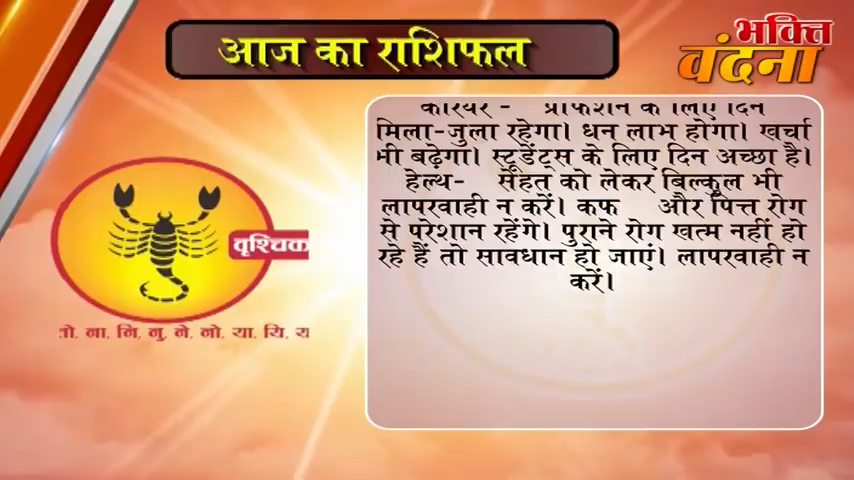 आज का राशिफल
भक्ति
वंदना
करियर - प्रोफेशन के लिए दिन
मिला-जुला रहेगा। धन लाभ होगा। खर्चा
भी बढ़ेगा। स्टूडेंट्स के लिए दिन अच्छा है।
हेल्थ- सेहत को लेकर बिल्कुल भी
लापरवाही न करें। कफ और पित्त रोग
से परेशान रहेंगे। पुराने रोग खत्म नहीं हो
रहे हैं तो सावधान हो जाएं। लापरवाही न
करें।
वृश्चिक
तो, ना, नि, नु, ने, नो, या, यि, य